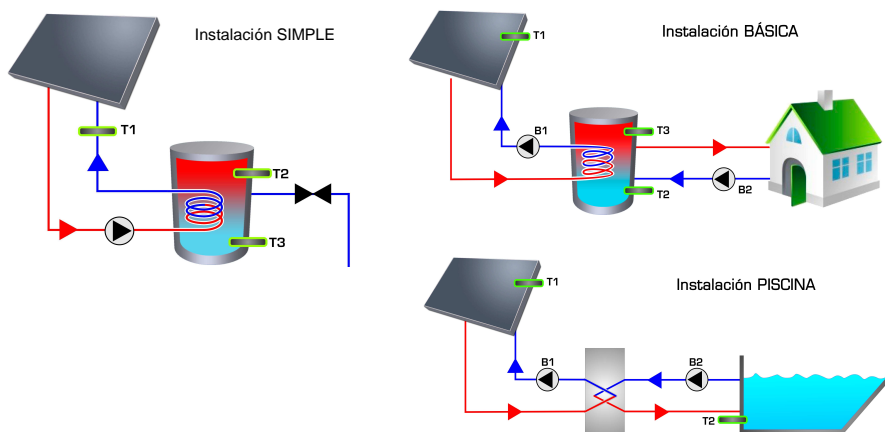 Instalación SIMPLE
T1
T2
T3
Instalación BÁSICA
T1
B1
T3
T2
B2
Instalación PISCINA
T1
B1
B2
T2